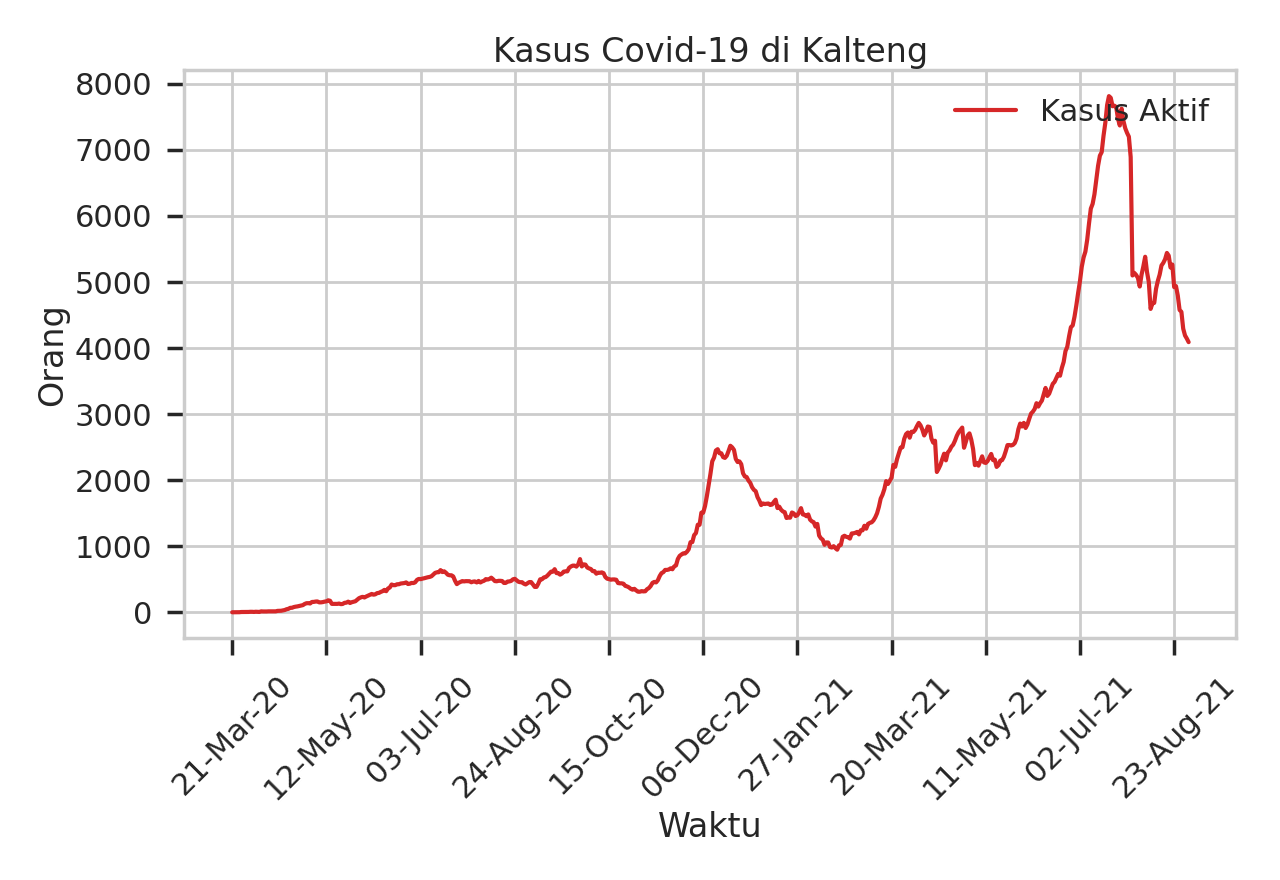 Kasus Covid-19 di Kalteng
Kasus Aktif
8000
7000
6000
5000
4000
3000
2000
1000
0
Orang
21-Mar-20
12-May-20
03-Jul-20
24-Aug-20
15-Oct-20
06-Dec-20
27-Jan-21
20-Mar-21
11-May-21
02-Jul-21
23-Aug-21
Waktu